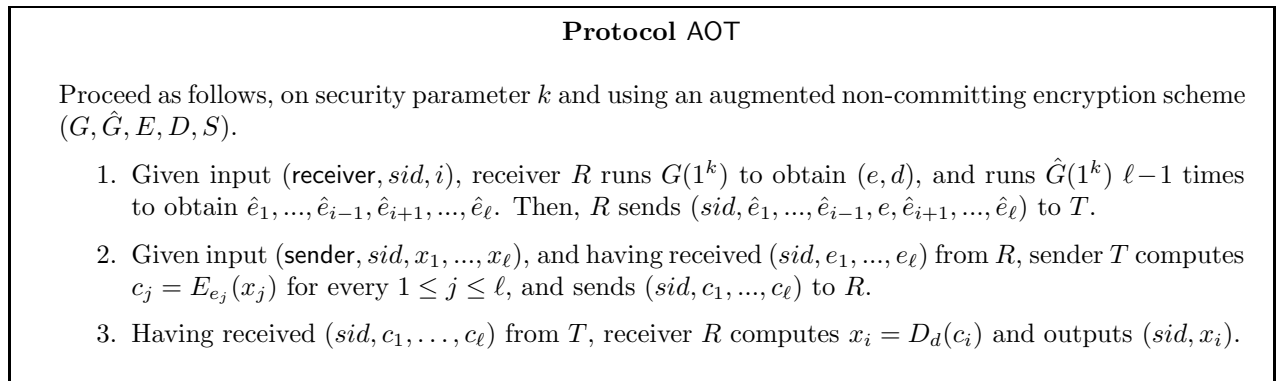 Protocol AOT
Proceed as follows, on security parameter k and using an augmented non-committing encryption scheme
(G, Ĝ, E, D, S).
1. Given input (receiver, sid, i), receiver R runs G(1^k) to obtain (e, d), and runs Ĝ(1^k) ℓ−1 times
to obtain ê_1, ..., ê_{i−1}, ê_{i+1}, ..., ê_ℓ. Then, R sends (sid, ê_1, ..., ê_{i−1}, e, ê_{i+1}, ..., ê_ℓ) to T.
2. Given input (sender, sid, x_1, ..., x_ℓ), and having received (sid, e_1, ..., e_ℓ) from R, sender T computes
c_j = E_{e_j}(x_j) for every 1 ≤ j ≤ ℓ, and sends (sid, c_1, ..., c_ℓ) to R.
3. Having received (sid, c_1, . . . , c_ℓ) from T, receiver R computes x_i = D_d(c_i) and outputs (sid, x_i).